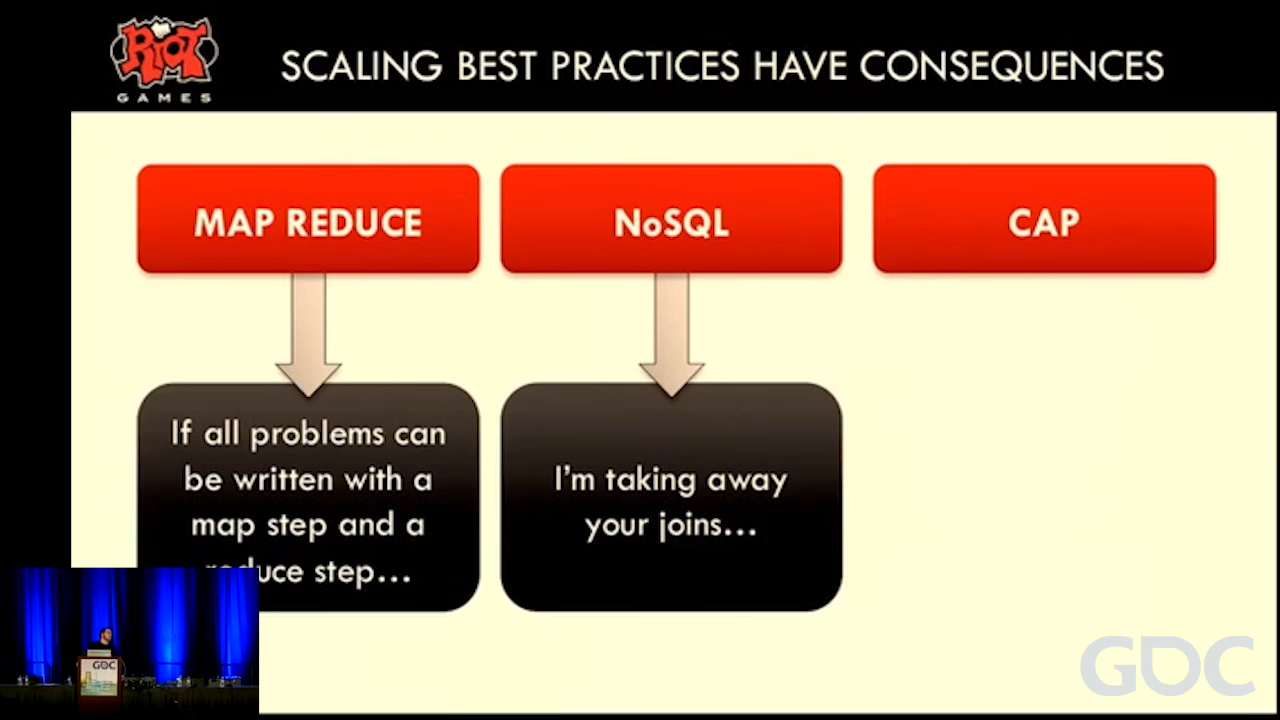 RIOT
GAMES
SCALING BEST PRACTICES HAVE CONSEQUENCES
MAP REDUCE
NoSQL
CAP
If all problems can
be written with a
map step and a
reduce step...
I'm taking away
your joins...
GDC
GDC